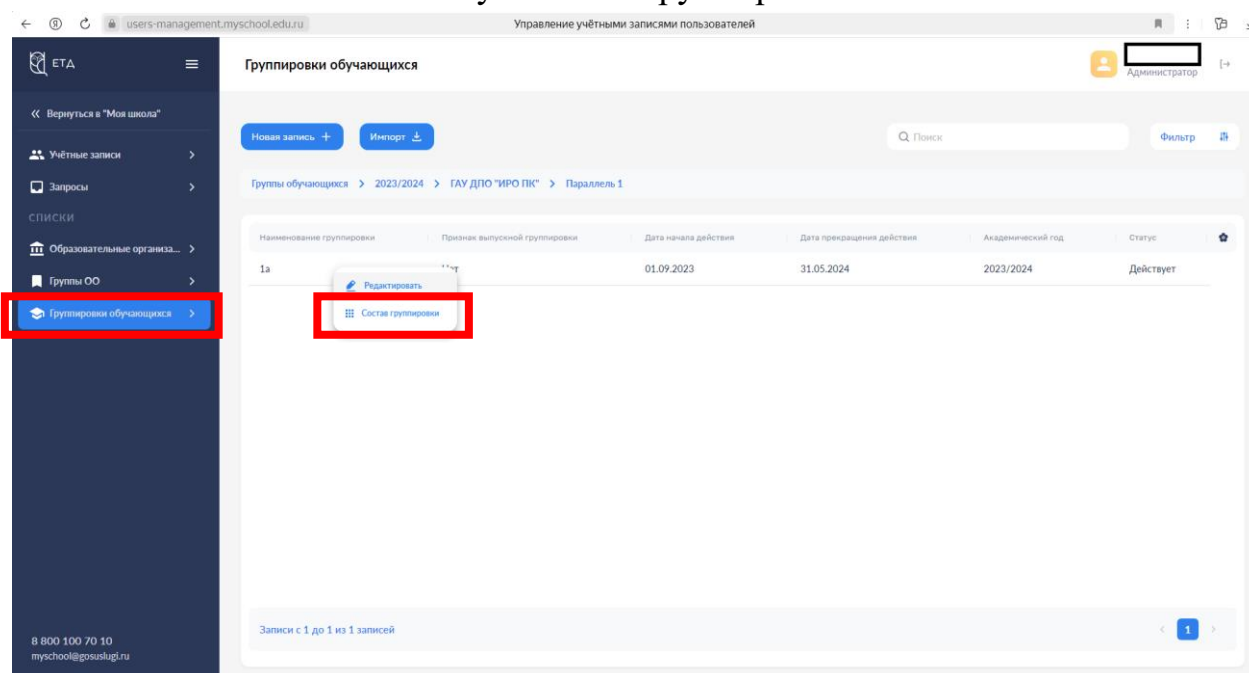 users-management.myschool.edu.ru
Управление учётными записями пользователей
ЕТД
Группировки обучающихся
Администратор
Вернуться в "Моя школа"
Новая запись +
Импорт
Поиск
Фильтр
Учётные записи
Запросы
Группы обучающихся > 2023/2024 > ГАУ ДПО "ИРО ПК" > Параллель 1
СПИСКИ
Образовательные организа...
Группы ОО
Группировки обучающихся
Наименование группировки Признак выпускной группировки Дата начала действия Дата прекращения действия Академический год Статус
1а 01.09.2023 31.05.2024 2023/2024 Действует
Редактировать
Состав группировки
Записи с 1 до 1 из 1 записей
1
8 800 100 70 10
myschool@gosuslugi.ru